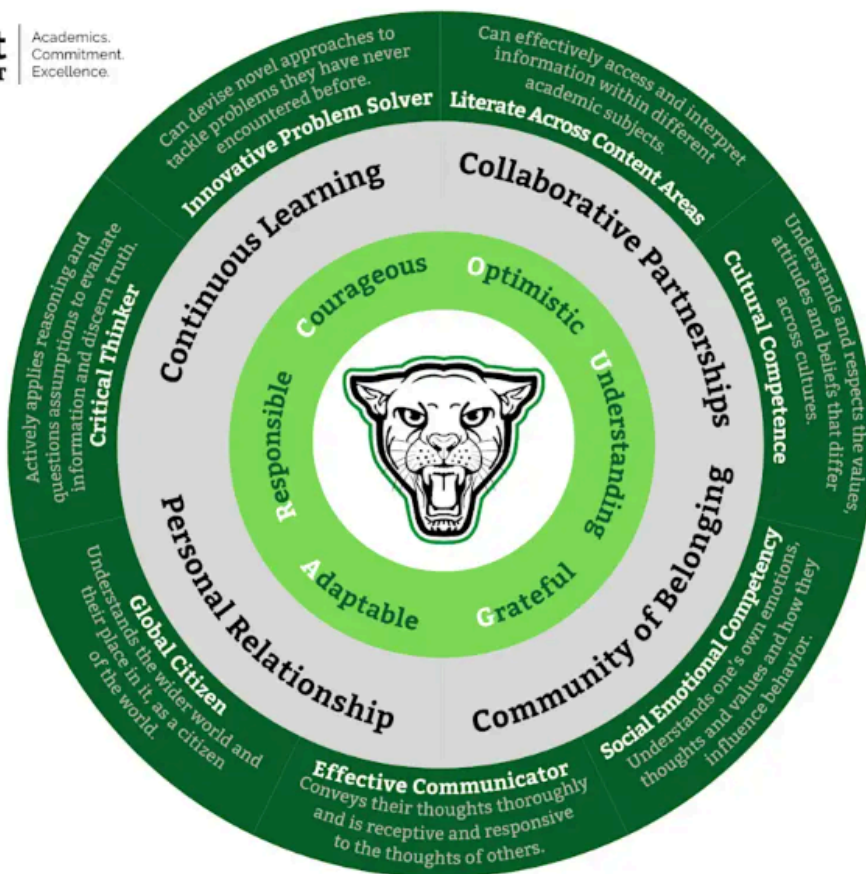 Academics.
Commitment.
Excellence.
Can devise novel approaches to
tackle problems they have never
encountered before.
Innovative Problem Solver
Can effectively access and interpret
information within different
academic subjects.
Literate Across Content Areas
Understands and respects the values,
attitudes and beliefs that differ
across cultures.
Cultural Competence
Social Emotional Competency
Understands one's own emotions,
thoughts and values and how they
influence behavior.
Effective Communicator
Conveys their thoughts thoroughly
and is receptive and responsive
to the thoughts of others.
Global Citizen
Understands the wider world and
their place in it, as a citizen
of the world.
Actively applies reasoning and
questions assumptions to evaluate
information and discern truth.
Critical Thinker
Continuous Learning
Collaborative Partnerships
Community of Belonging
Personal Relationship
Courageous
Optimistic
Understanding
Grateful
Adaptable
Responsible